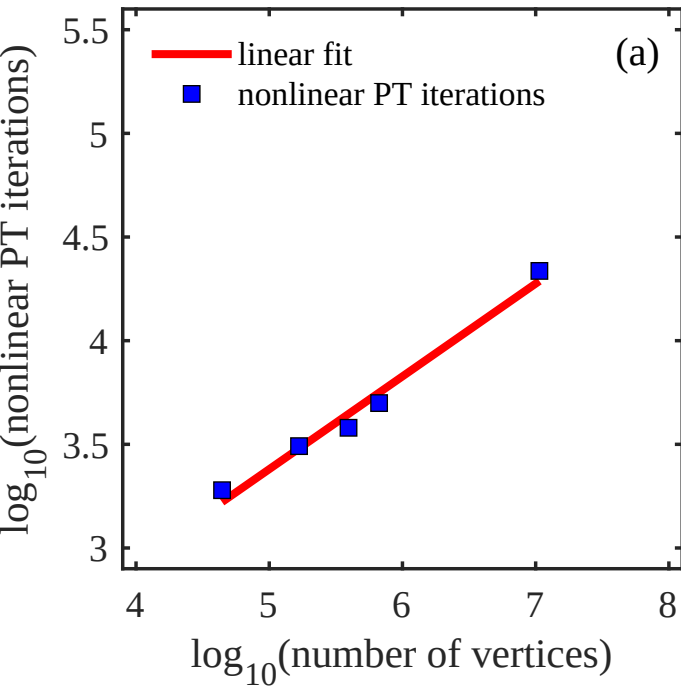 (a)
linear fit
nonlinear PT iterations
5.5
5
4.5
4
3.5
3
log10(nonlinear PT iterations)
4 5 6 7 8
log10(number of vertices)